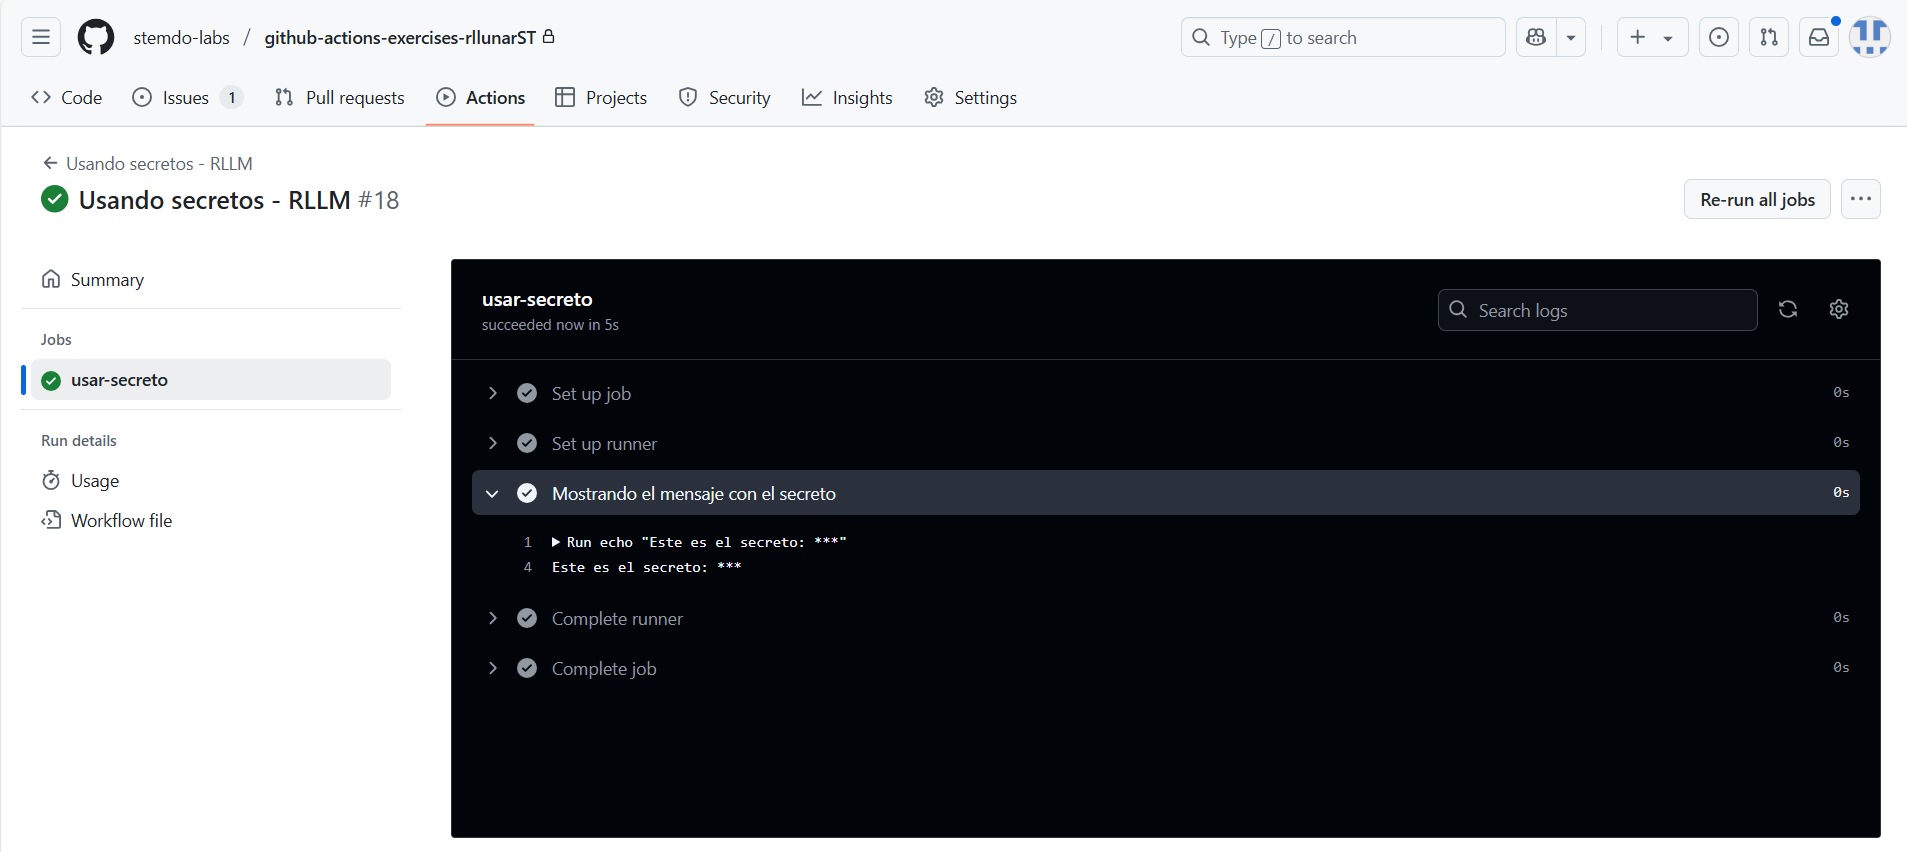 stemdo-labs / github-actions-exercises-rllunarST
Type / to search
Code Issues 1 Pull requests Actions Projects Security Insights Settings
Usando secretos - RLLM
Usando secretos - RLLM #18
Re-run all jobs
Summary
Jobs
usar-secreto
Run details
Usage
Workflow file
usar-secreto
succeeded now in 5s
Search logs
Set up job 0s
Set up runner 0s
Mostrando el mensaje con el secreto 0s
1 Run echo "Este es el secreto: ***"
4 Este es el secreto: ***
Complete runner 0s
Complete job 0s